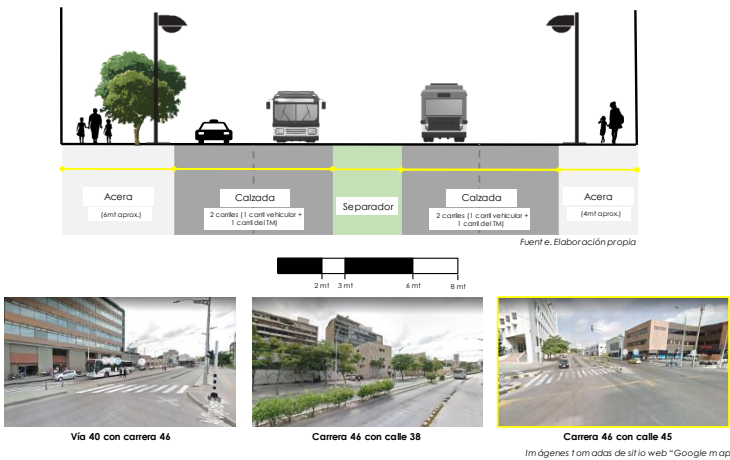 Acera
(6mt aprox.)
Calzada
2 carriles (1 carril vehicular +
1 carril del TM)
Separador
Calzada
2 carriles (1 carril vehicular +
1 carril del TM)
Acera
(4mt aprox.)
Fuente. Elaboración propia
2 mt 3 mt 6 mt 8 mt
Vía 40 con carrera 46
Carrera 46 con calle 38
Carrera 46 con calle 45
Imágenes tomadas de sitio web "Google map